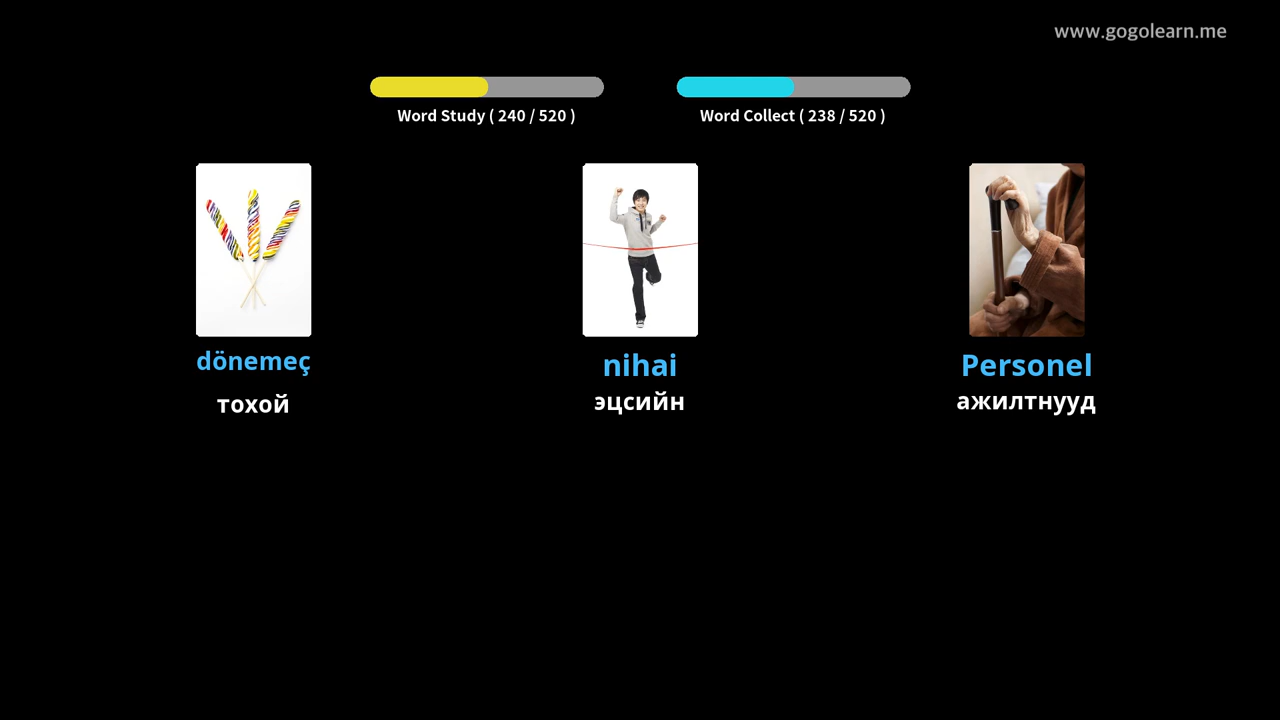 www.gogolearn.me
Word Study ( 240 / 520 )
Word Collect ( 238 / 520 )
dönemeç
тохой
nihai
эцсийн
Personel
ажилтнууд